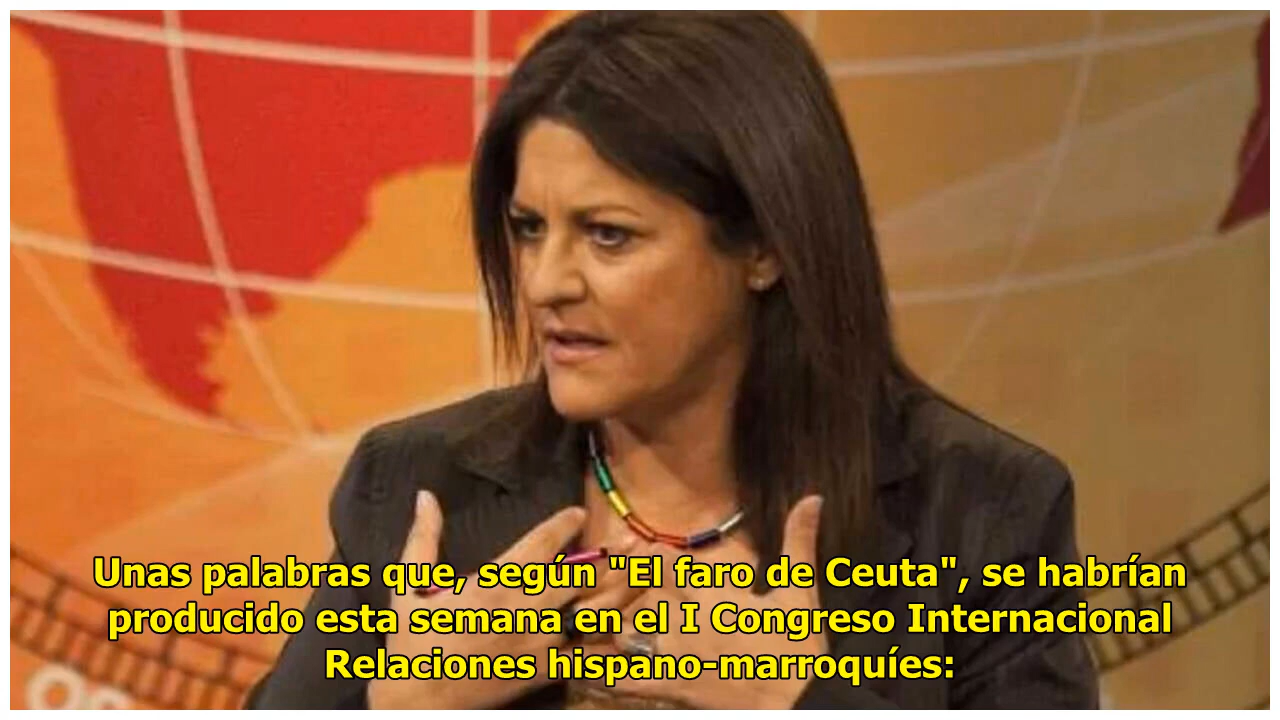 Unas palabras que, según "El faro de Ceuta", se habrían
producido esta semana en el I Congreso Internacional
Relaciones hispano-marroquíes: